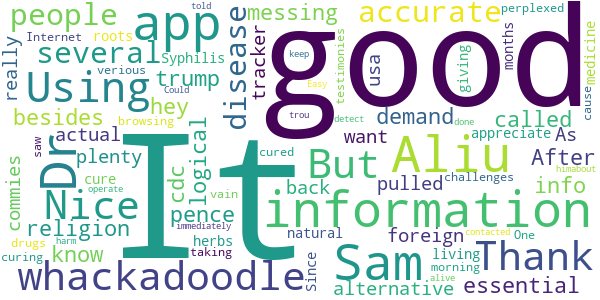 told
people
app
messing
accurate
perplexed
Internet
roots
several
Syphilis
trump
good
keep
usa
testimonies
giving
months
medicine
really
verious
Could
tracker
Easy
trou
Using
disease
hey
browsing
besides
logical
demand
called
cause
detect
done
appreciate
saw
actual
want
As
Dr
plenty
cdc
It
But
Aliu
After
challenges
commnies
cure
cured
back
pulled
info
himabout
Nice
pence
information
know
religion
vain
operate
herbs
immediately
natural
foreign
living
One
contacted
drugs
curing
harm
taking
Since
Sam
morning
alive
Thank
whackadoodle
alternative
essential